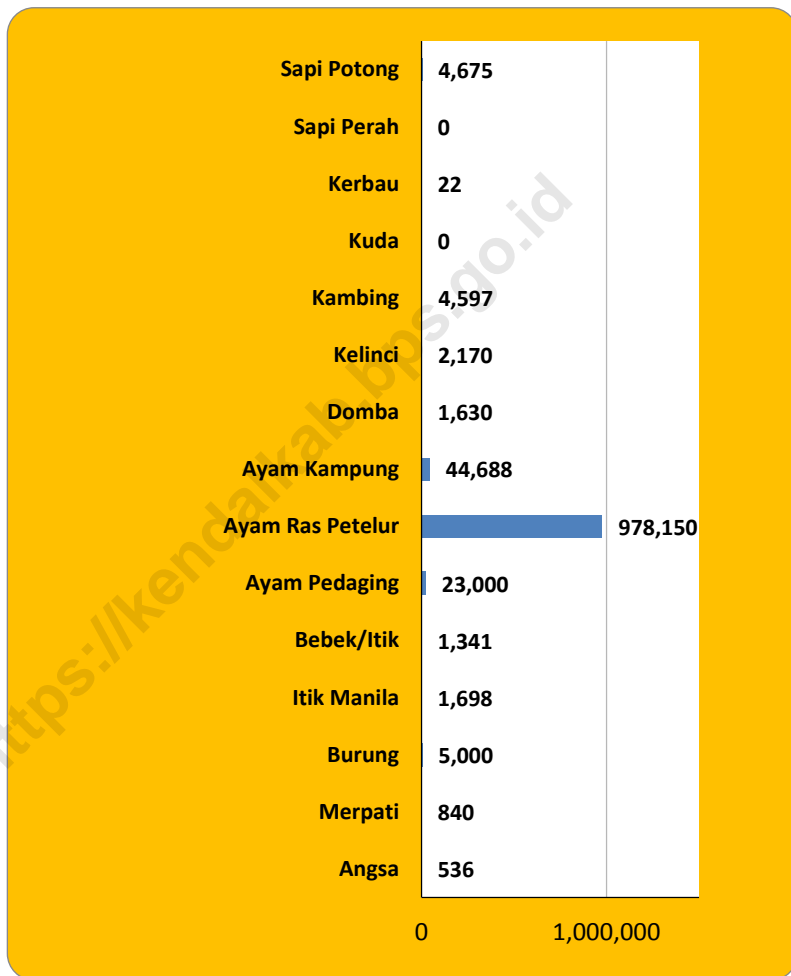 Sapi Potong 4,675
Sapi Perah 0
Kerbau 22
Kuda 0
Kambing 4,597
Kelinci 2,170
Domba 1,630
Ayam Kampung 44,688
Ayam Ras Petelur 978,150
Ayam Pedaging 23,000
Bebek/Itik 1,341
Itik Manila 1,698
Burung 5,000
Merpati 840
Angsa 536
0 1,000,000
https://kendalkab.bps.go.id